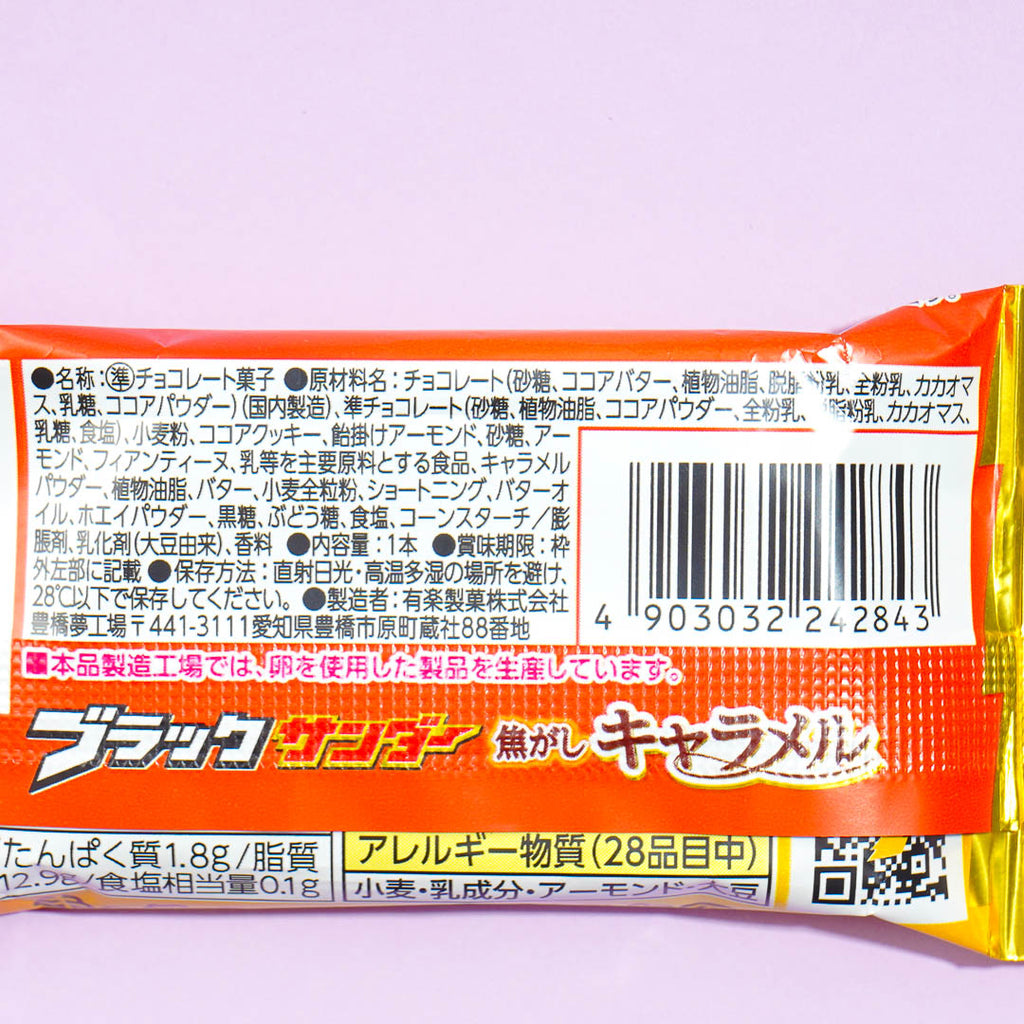 ●名称:㊜チョコレート菓子 ●原材料名:チョコレート(砂糖、ココアバター、植物油脂、脱脂粉乳、全粉乳、カカオマ
ス、乳糖、ココアパウダー)(国内製造)、準チョコレート(砂糖、植物油脂、ココアパウダー、全粉乳、脱脂粉乳、カカオマス、
乳糖、食塩)、小麦粉、ココアクッキー、飴掛けアーモンド、砂糖、アー
モンド、フィアンティーヌ、乳等を主要原料とする食品、キャラメル
パウダー、植物油脂、バター、小麦全粒粉、ショートニング、バターオ
イル、ホエイパウダー、黒糖、ぶどう糖、食塩、コーンスターチ/膨
脹剤、乳化剤(大豆由来)、香料 ●内容量:1本 ●賞味期限:枠
外左部に記載 ●保存方法:直射日光・高温多湿の場所を避け、
28℃以下で保存してください。 ●製造者:有楽製菓株式会社
豊橋夢工場〒441-3111愛知県豊橋市原町蔵社88番地
4 903032 242843
本品製造工場では、卵を使用した製品を生産しています。
ブラックサンダー 焦がしキャラメル
たんぱく質1.8g/脂質
12.9g/食塩相当量0.1g
アレルギー物質(28品目中)
小麦・乳成分・アーモンド・大豆